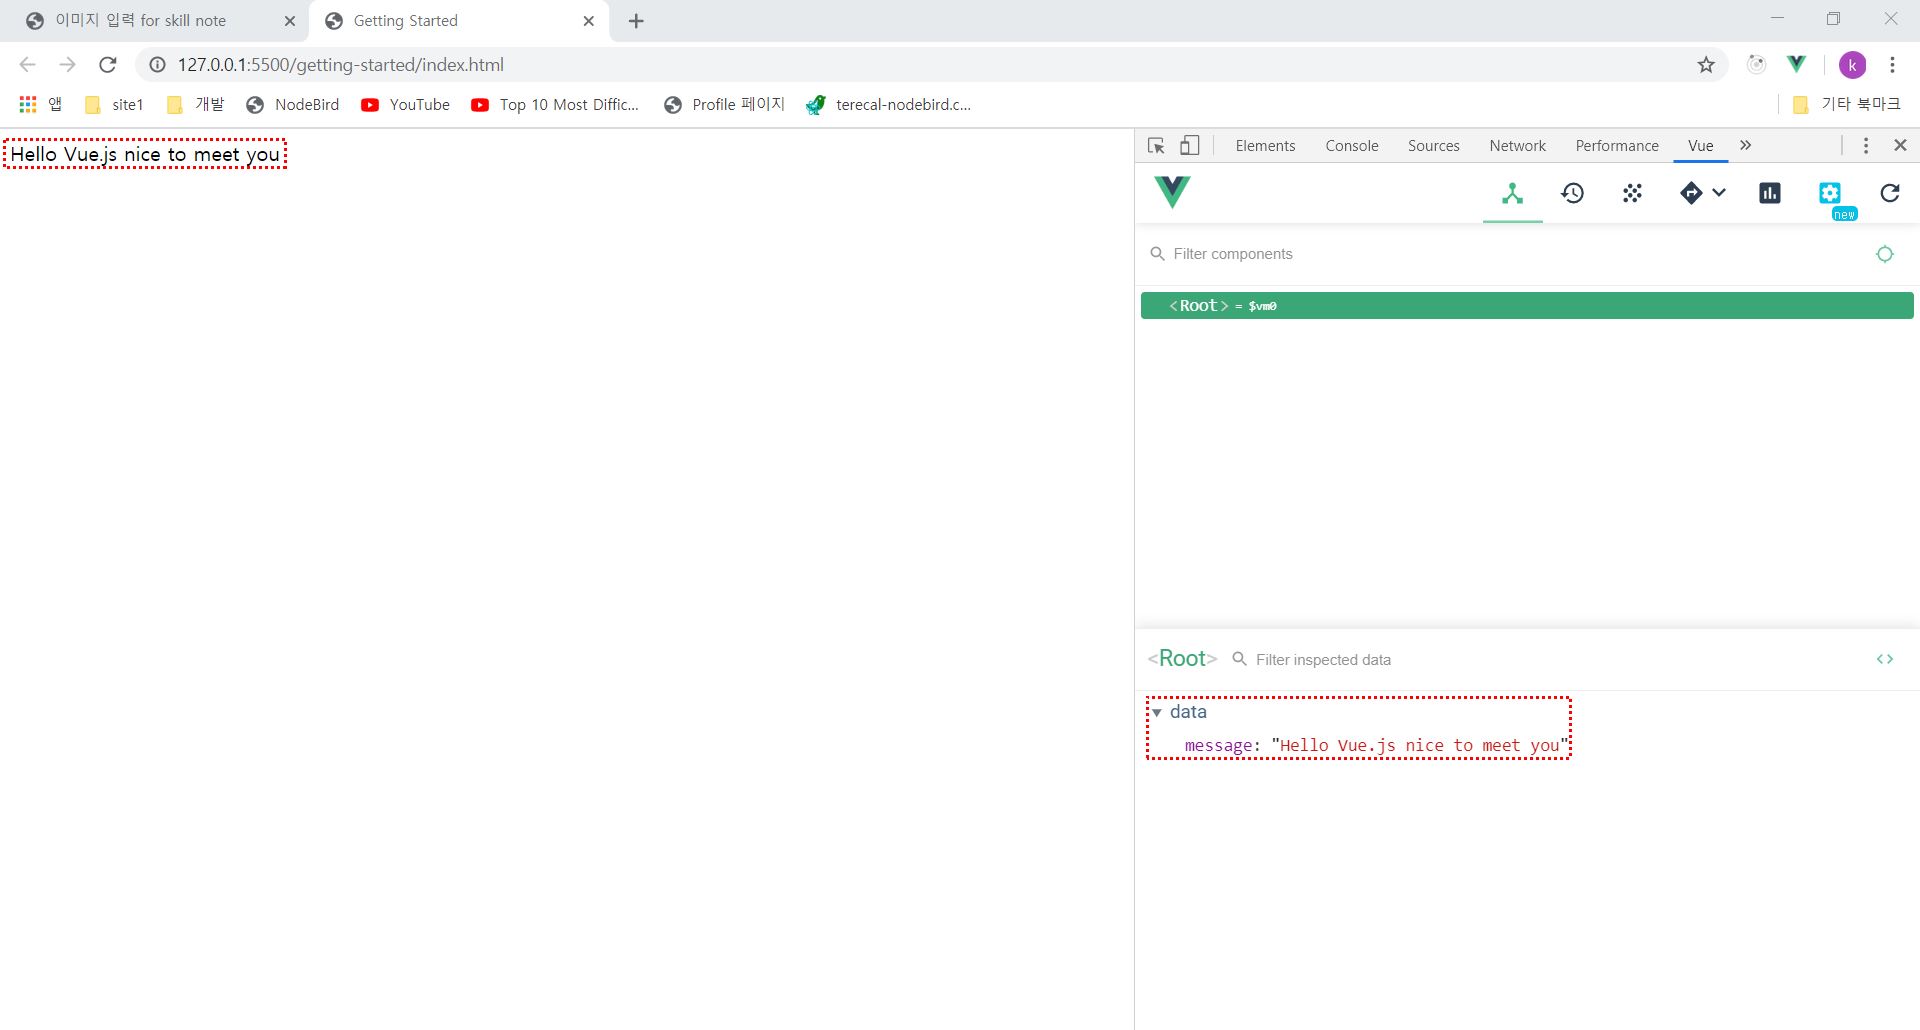 이미지 입력 for skill note
Getting Started
127.0.0.1:5500/getting-started/index.html
k
앱 site1 개발 NodeBird YouTube Top 10 Most Diffic... Profile 페이지 terecal-nodebird.c... 기타 북마크
Hello Vue.js nice to meet you
Elements Console Sources Network Performance Vue »
new
Filter components
<Root> = $vm0
<Root> Filter inspected data
data
message: "Hello Vue.js nice to meet you"